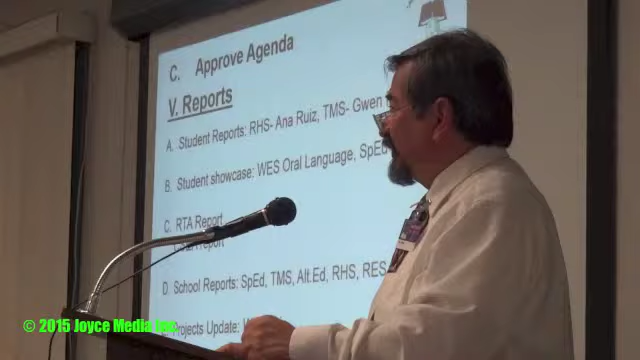 C. Approve Agenda
V. Reports
A. Student Reports: RHS- Ana Ruiz, TMS- Gwen
B. Student showcase: WES Oral Language, SpEd
C. RTA Report
report
D. School Reports: SpEd, TMS, Alt.Ed, RHS, RES
Projects Update:
© 2015 Joyce Media Inc.